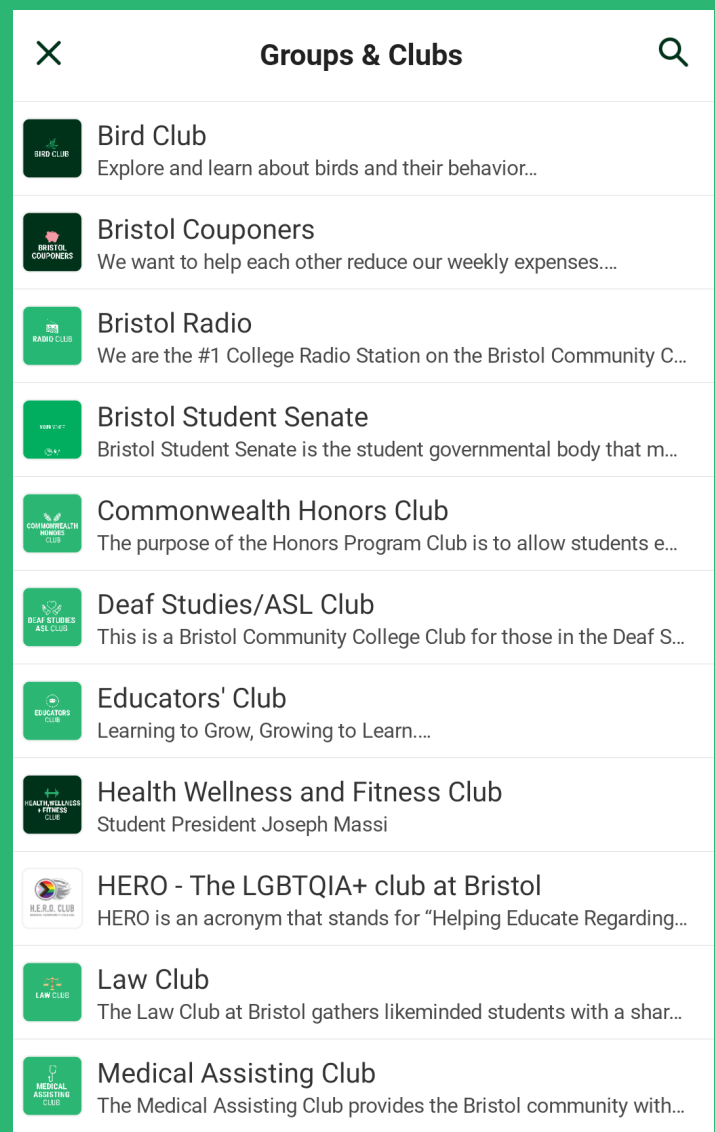 Groups & Clubs
BIRD CLUB
Bird Club
Explore and learn about birds and their behavior...
BRISTOL
COUPONERS
Bristol Couponers
We want to help each other reduce our weekly expenses....
RADIO CLUB
Bristol Radio
We are the #1 College Radio Station on the Bristol Community C...
Bristol Student Senate
Bristol Student Senate is the student governmental body that m...
COMMONWEALTH
HONORS
CLUB
Commonwealth Honors Club
The purpose of the Honors Program Club is to allow students e...
DEAF STUDIES
ASL CLUB
Deaf Studies/ASL Club
This is a Bristol Community College Club for those in the Deaf S...
EDUCATORS
CLUB
Educators' Club
Learning to Grow, Growing to Learn....
HEALTH,WELLNESS
+ FITNESS
CLUB
Health Wellness and Fitness Club
Student President Joseph Massi
H.E.R.O. CLUB
HERO - The LGBTQIA+ club at Bristol
HERO is an acronym that stands for “Helping Educate Regarding...
LAW CLUB
Law Club
The Law Club at Bristol gathers likeminded students with a shar...
MEDICAL
ASSISTING
CLUB
Medical Assisting Club
The Medical Assisting Club provides the Bristol community with...